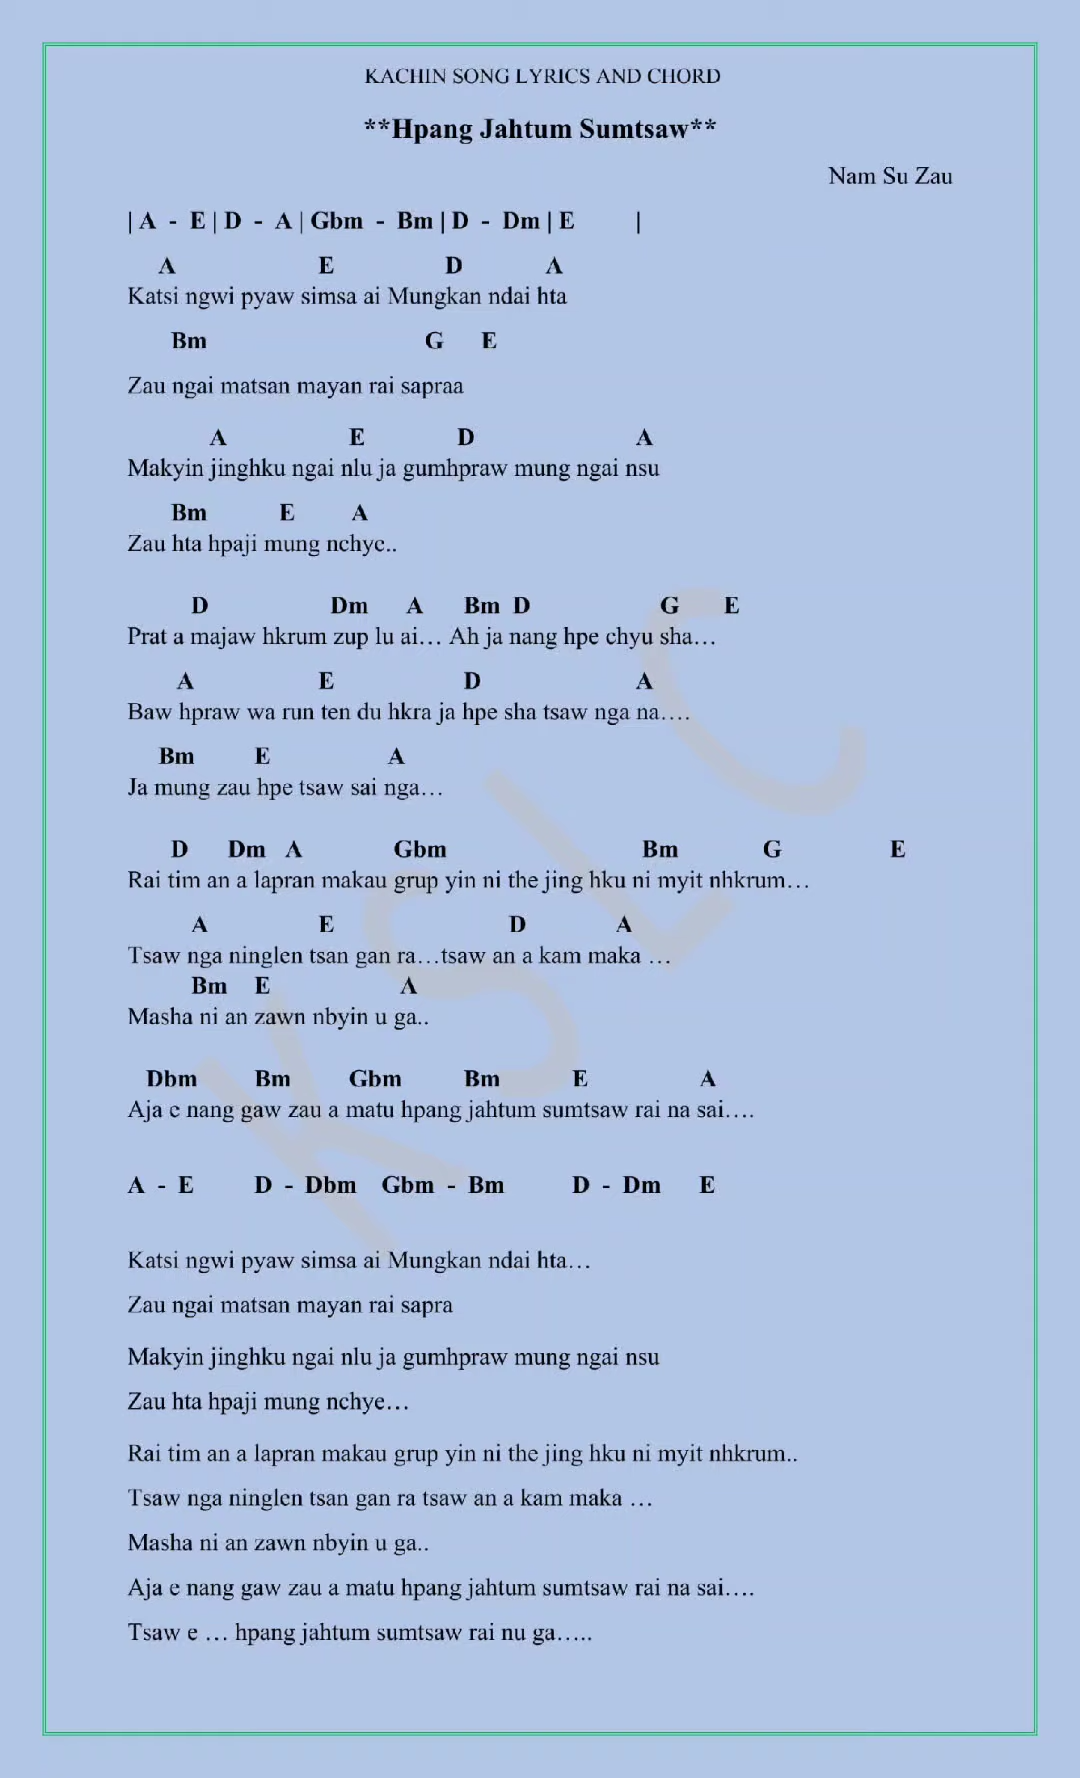 KACHIN SONG LYRICS AND CHORD
**Hpang Jahtum Sumtsaw**
Nam Su Zau
| A - E | D - A | Gbm - Bm | D - Dm | E |
A E D A
Katsi ngwi pyaw simsa ai Mungkan ndai hta
Bm G E
Zau ngai matsan mayan rai sapraa
A E D A
Makyin jinghku ngai nlu ja gumhpraw mung ngai nsu
Bm E A
Zau hta hpaji mung nchye..
D Dm A Bm D G E
Prat a majaw hkrum zup lu ai… Ah ja nang hpe chyu sha…
A E D A
Baw hpraw wa run ten du hkra ja hpe sha tsaw nga na….
Bm E A
Ja mung zau hpe tsaw sai nga…
D Dm A Gbm Bm G E
Rai tim an a lapran makau grup yin ni the jing hku ni myit nhkrum…
A E D A
Tsaw nga ninglen tsan gan ra…tsaw an a kam maka …
Bm E A
Masha ni an zawn nbyin u ga..
Dbm Bm Gbm Bm E A
Aja e nang gaw zau a matu hpang jahtum sumtsaw rai na sai….
A - E D - Dbm Gbm - Bm D - Dm E
Katsi ngwi pyaw simsa ai Mungkan ndai hta…
Zau ngai matsan mayan rai sapra
Makyin jinghku ngai nlu ja gumhpraw mung ngai nsu
Zau hta hpaji mung nchye…
Rai tim an a lapran makau grup yin ni the jing hku ni myit nhkrum..
Tsaw nga ninglen tsan gan ra tsaw an a kam maka …
Masha ni an zawn nbyin u ga..
Aja e nang gaw zau a matu hpang jahtum sumtsaw rai na sai….
Tsaw e … hpang jahtum sumtsaw rai nu ga…..
KSLC